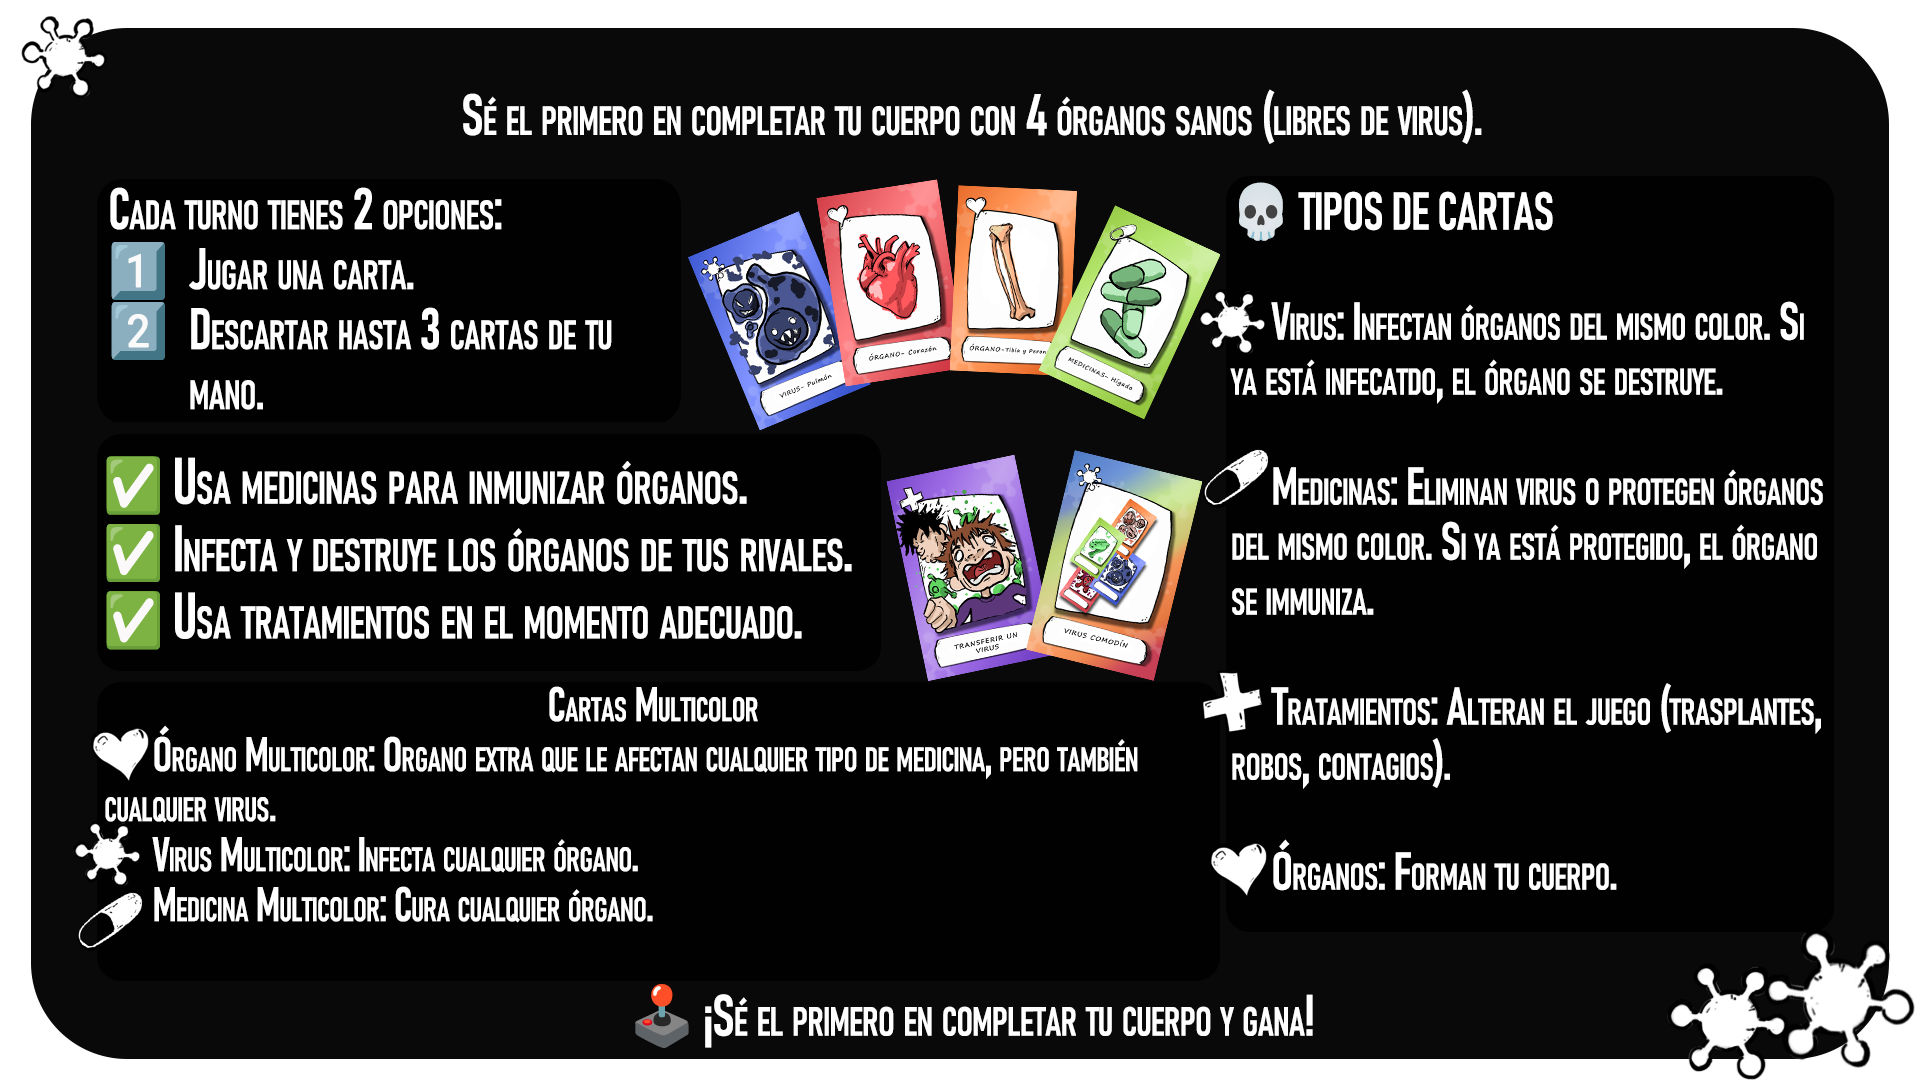 Sé el primero en completar tu cuerpo con 4 órganos sanos (libres de virus).
Cada turno tienes 2 opciones:
1 Jugar una carta.
2 Descartar hasta 3 cartas de tu
mano.
VIRUS- Pulmón
ÓRGANO- Corazón
ÓRGANO-Tibia y Peron
MEDICINAS- Hígado
✅ Usa medicinas para inmunizar órganos.
✅ Infecta y destruye los órganos de tus rivales.
✅ Usa tratamientos en el momento adecuado.
TRANSFERIR UN
VIRUS
VIRUS COMODÍN
Cartas Multicolor
Órgano Multicolor: Organo extra que le afectan cualquier tipo de medicina, pero también
cualquier virus.
Virus Multicolor: Infecta cualquier órgano.
Medicina Multicolor: Cura cualquier órgano.
💀 TIPOS DE CARTAS
Virus: Infectan órganos del mismo color. Si
ya está infecatdo, el órgano se destruye.
Medicinas: Eliminan virus o protegen órganos
del mismo color. Si ya está protegido, el órgano
se immuniza.
Tratamientos: Alteran el juego (trasplantes,
robos, contagios).
Órganos: Forman tu cuerpo.
🕹️ ¡Sé el primero en completar tu cuerpo y gana!